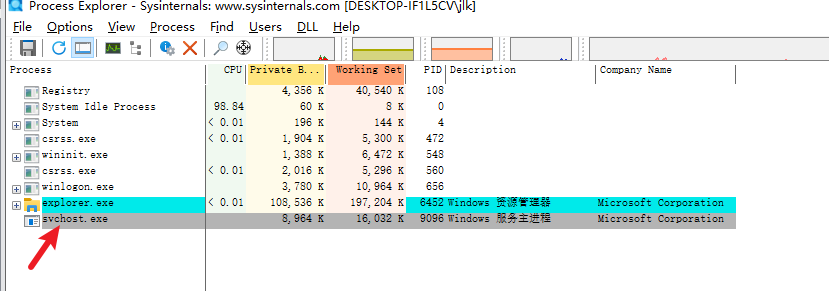 Process Explorer - Sysinternals: www.sysinternals.com [DESKTOP-IF1L5CV\jlk]
File Options View Process Find Users DLL Help
Process CPU Private B... Working Set PID Description Company Name
Registry 4,356 K 40,540 K 108
System Idle Process 98.84 60 K 8 K 0
System < 0.01 196 K 144 K 4
csrss.exe < 0.01 1,904 K 5,300 K 472
wininit.exe 1,388 K 6,472 K 548
csrss.exe < 0.01 2,016 K 5,296 K 560
winlogon.exe 3,780 K 10,964 K 656
explorer.exe < 0.01 108,536 K 197,204 K 6452 Windows 资源管理器 Microsoft Corporation
svchost.exe 8,964 K 16,032 K 9096 Windows 服务主进程 Microsoft Corporation